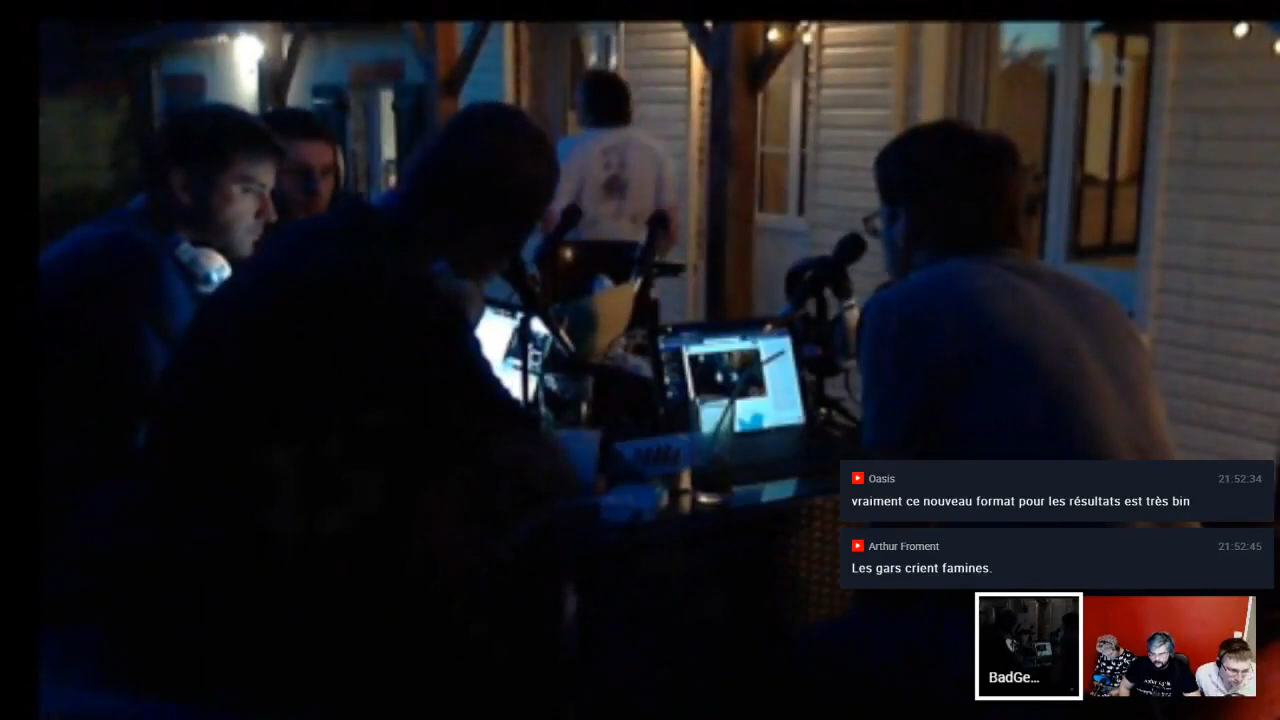 Oasis 21:52:34
vraiment ce nouveau format pour les résultats est très bin
Arthur Froment 21:52:45
Les gars crient famines.
BadGe...